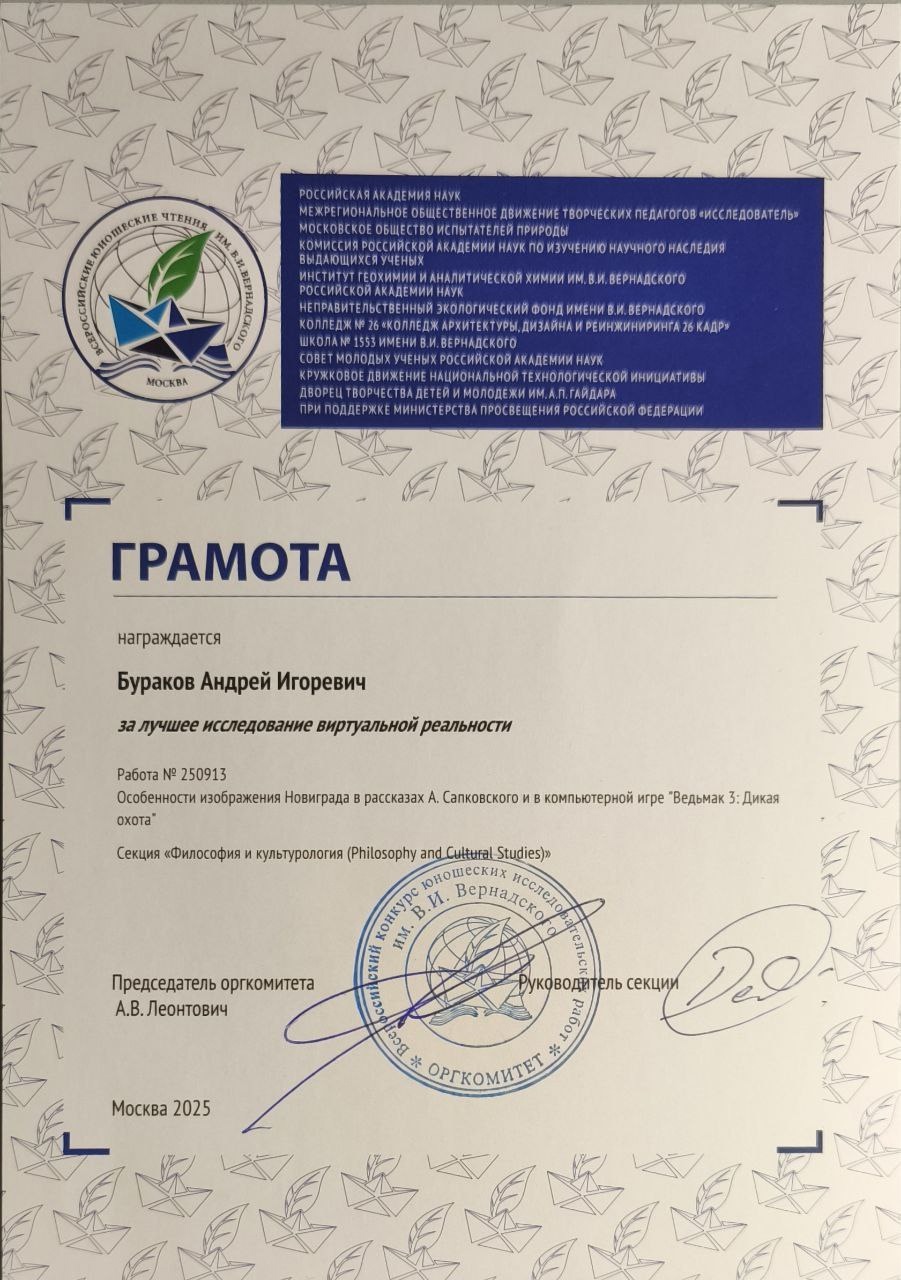 РОССИЙСКАЯ АКАДЕМИЯ НАУК
МЕЖРЕГИОНАЛЬНОЕ ОБЩЕСТВЕННОЕ ДВИЖЕНИЕ ТВОРЧЕСКИХ ПЕДАГОГОВ «ИССЛЕДОВАТЕЛЬ»
МОСКОВСКОЕ ОБЩЕСТВО ИСПЫТАТЕЛЕЙ ПРИРОДЫ
КОМИССИЯ РОССИЙСКОЙ АКАДЕМИИ НАУК ПО ИЗУЧЕНИЮ НАУЧНОГО НАСЛЕДИЯ
ВЫДАЮЩИХСЯ УЧЕНЫХ
ИНСТИТУТ ГЕОХИМИИ И АНАЛИТИЧЕСКОЙ ХИМИИ ИМ. В.И. ВЕРНАДСКОГО
РОССИЙСКОЙ АКАДЕМИИ НАУК
НЕПРАВИТЕЛЬСТВЕННЫЙ ЭКОЛОГИЧЕСКИЙ ФОНД ИМЕНИ В.И. ВЕРНАДСКОГО
КОЛЛЕДЖ № 26 «КОЛЛЕДЖ АРХИТЕКТУРЫ, ДИЗАЙНА И РЕИНЖИНИРИНГА 26 КАДР»
ШКОЛА № 1553 ИМЕНИ В.И. ВЕРНАДСКОГО
СОВЕТ МОЛОДЫХ УЧЕНЫХ РОССИЙСКОЙ АКАДЕМИИ НАУК
КРУЖКОВОЕ ДВИЖЕНИЕ НАЦИОНАЛЬНОЙ ТЕХНОЛОГИЧЕСКОЙ ИНИЦИАТИВЫ
ДВОРЕЦ ТВОРЧЕСТВА ДЕТЕЙ И МОЛОДЕЖИ ИМ. А.П. ГАЙДАРА
ПРИ ПОДДЕРЖКЕ МИНИСТЕРСТВА ПРОСВЕЩЕНИЯ РОССИЙСКОЙ ФЕДЕРАЦИИ
ВСЕРОССИЙСКИЕ ЮНОШЕСКИЕ ЧТЕНИЯ ИМ. В.И. ВЕРНАДСКОГО
МОСКВА
ГРАМОТА
награждается
Бураков Андрей Игоревич
за лучшее исследование виртуальной реальности
Работа № 250913
Особенности изображения Новиграда в рассказах А. Сапковского и в компьютерной игре "Ведьмак 3: Дикая
охота"
Секция «Философия и культурология (Philosophy and Cultural Studies)»
Всероссийский конкурс юношеских исследовательских работ
им. В.И. Вернадского
* ОРГКОМИТЕТ *
Председатель оргкомитета
А.В. Леонтович
Руководитель секции
Москва 2025